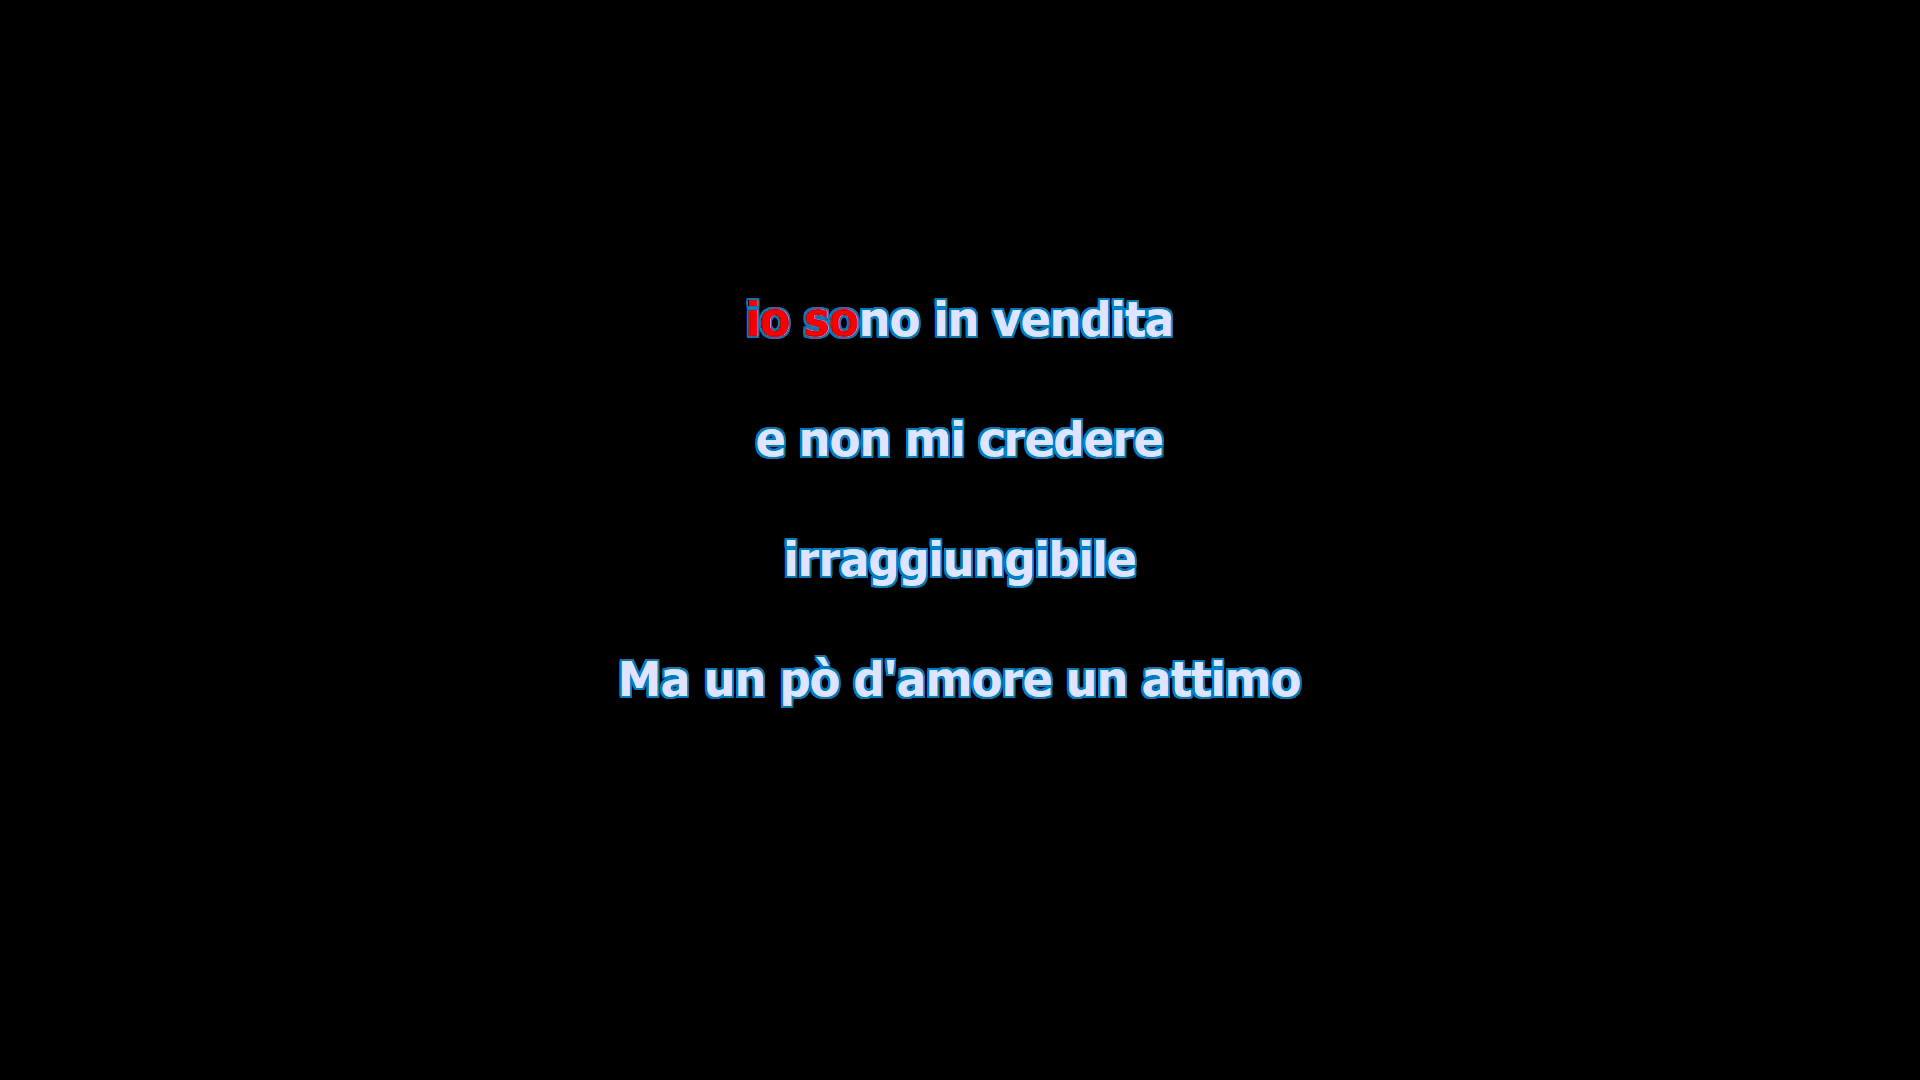 io sono in vendita
e non mi credere
irraggiungibile
Ma un pò d'amore un attimo